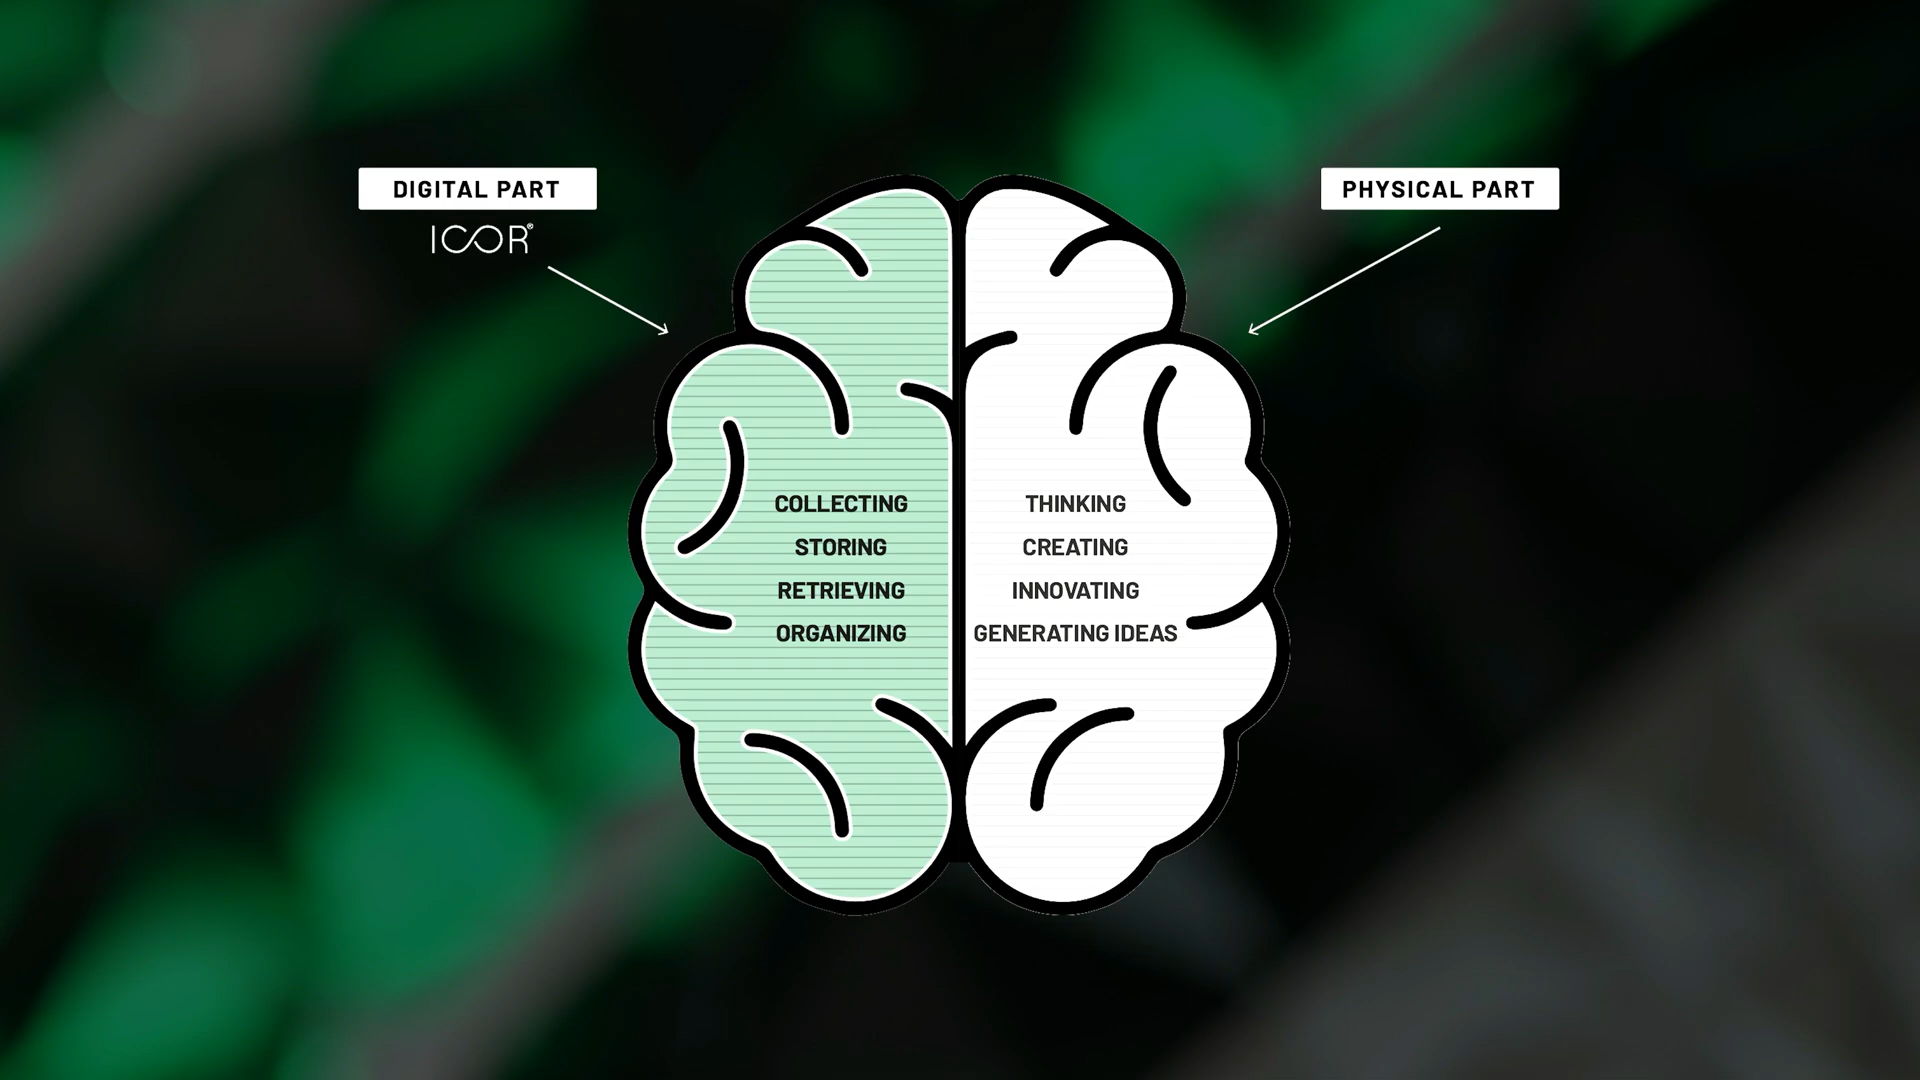 DIGITAL PART
ICOR®
PHYSICAL PART
COLLECTING
STORING
RETRIEVING
ORGANIZING
THINKING
CREATING
INNOVATING
GENERATING IDEAS